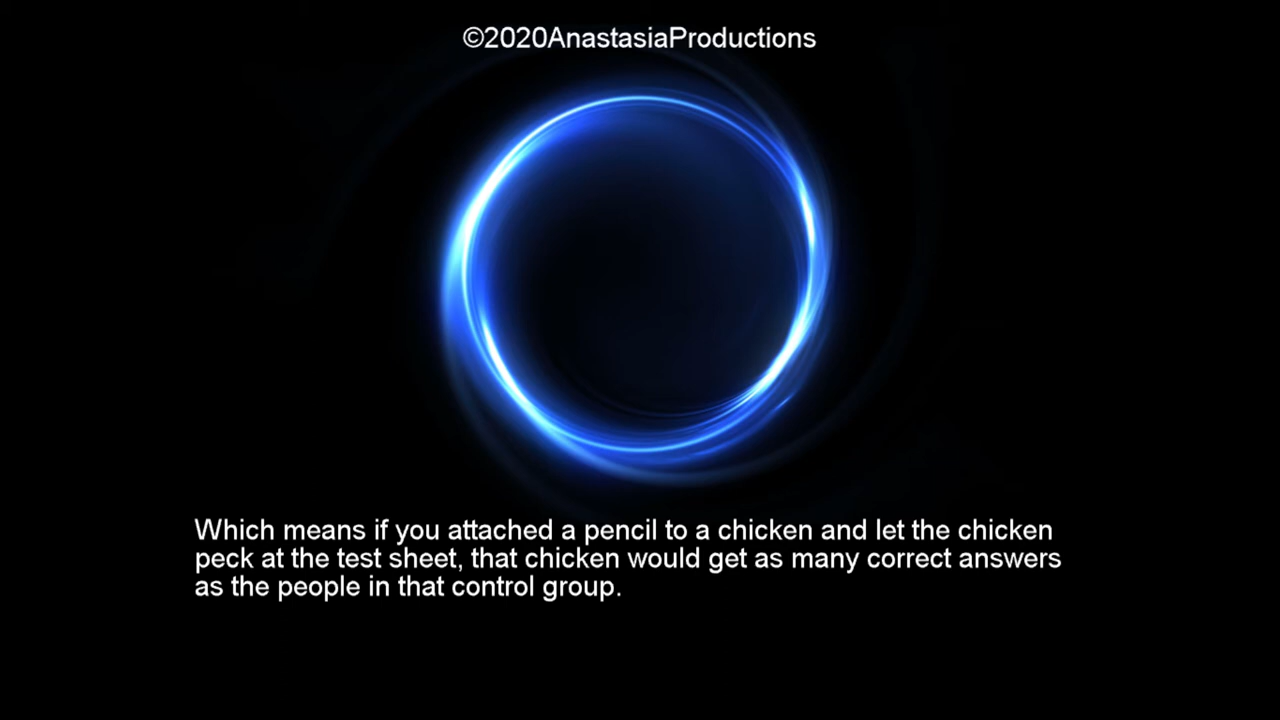 ©2020AnastasiaProductions
Which means if you attached a pencil to a chicken and let the chicken
peck at the test sheet, that chicken would get as many correct answers
as the people in that control group.